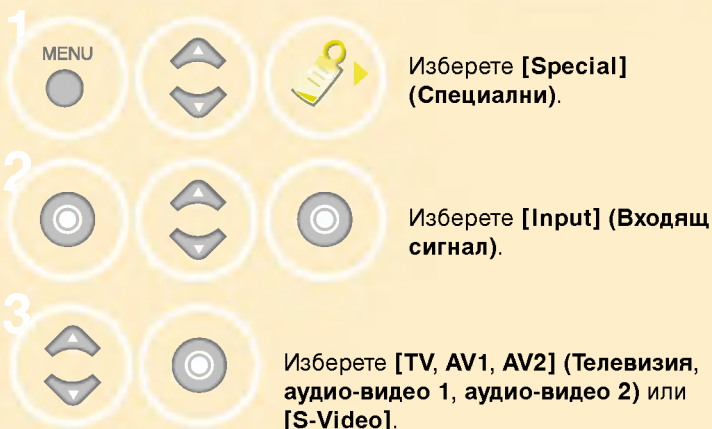 1
MENU
Изберете [Special]
(Специални).
2
Изберете [Input] (Входящ
сигнал).
3
Изберете [TV, AV1, AV2] (Телевизия,
аудио-видео 1, аудио-видео 2) или
[S-Video].